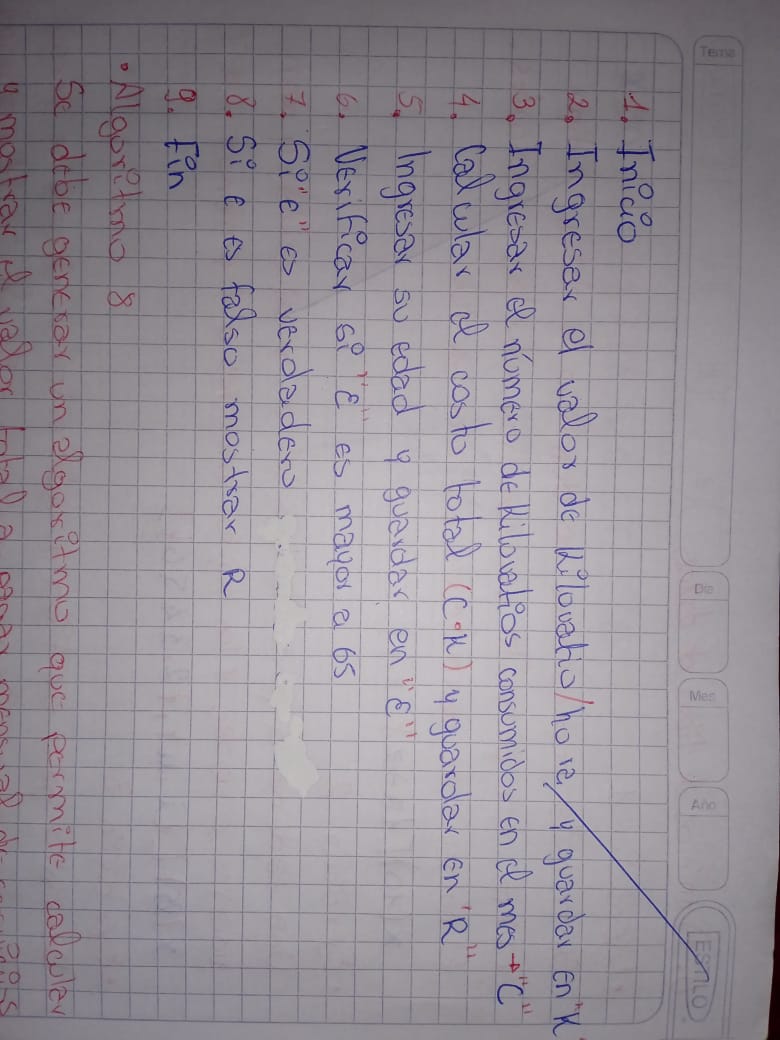 Tema
Dia
Mes
Año
ESTILO
1. Inicio
2. Ingresar el valor de Kilovatio/hora, y guardar en "K"
3. Ingresar el número de Kilovatios consumidos en el mes → "C"
4. Calcular el costo total (C*K) y guardar en "R"
5. Ingresar su edad y guardar en "E"
6. Verificar si "E" es mayor a 65
7. Si "E" es verdadero
8. Si E es falso mostrar R
9. Fin
• Algoritmo 8
Se debe generar un algoritmo que permite calcular
y mostrar el valor total a pagar mensual de